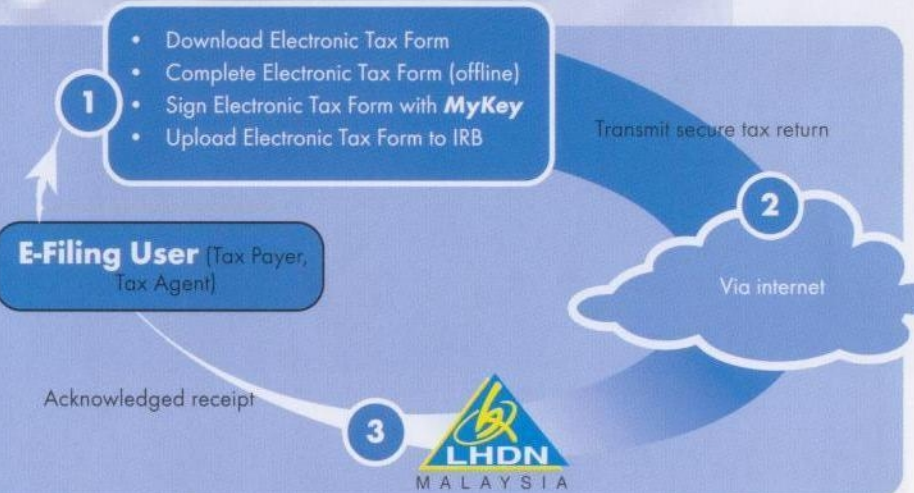 • Download Electronic Tax Form
• Complete Electronic Tax Form (offline)
• Sign Electronic Tax Form with MyKey
• Upload Electronic Tax Form to IRB
1
Transmit secure tax return
2
Via internet
E-Filing User (Tax Payer,
Tax Agent)
Acknowledged receipt
3
LHDN
MALAYSIA